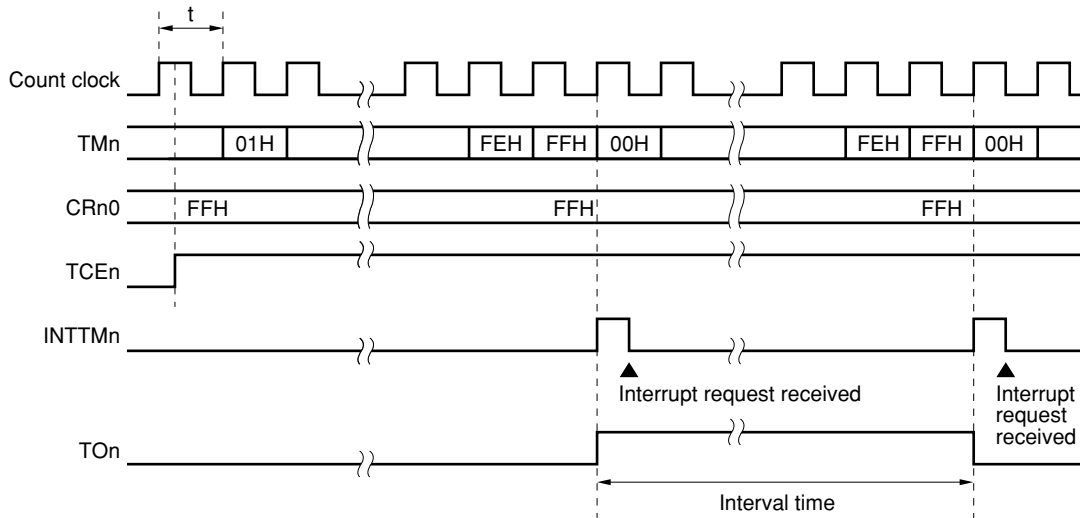 t
Count clock
TMn
01H
FEH
FFH
00H
FEH
FFH
00H
CRn0
FFH
FFH
FFH
TCEn
INTTMn
Interrupt request received
Interrupt
request
received
TOn
Interval time